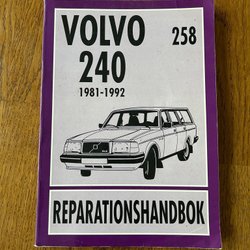 VOLVO
258
240
1981-1992
REPARATIONSHANDBOK